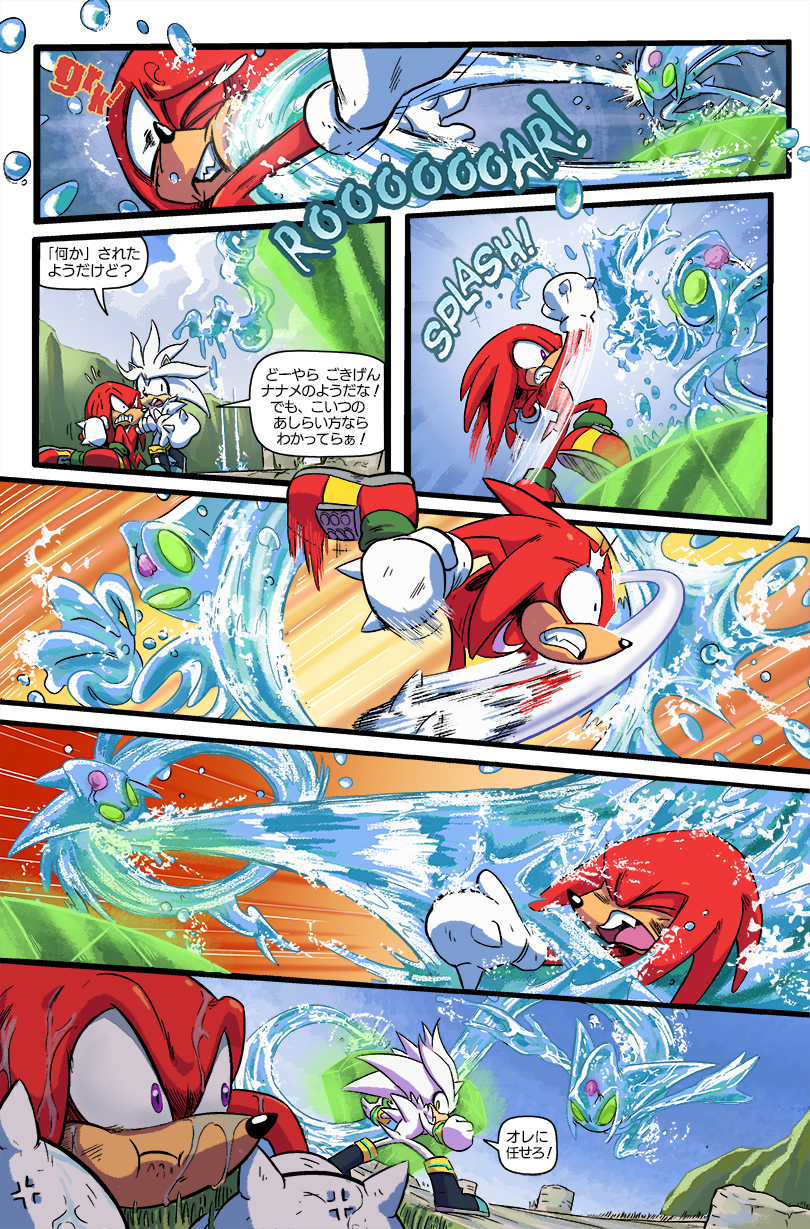 grk!
ROOOOOOOAR!
「何か」された
ようだけど？
どーやら ごきげん
ナナメのようだな！
でも、こいつの
あしらい方なら
わかってらぁ！
SPLASH!
オレに
任せろ！